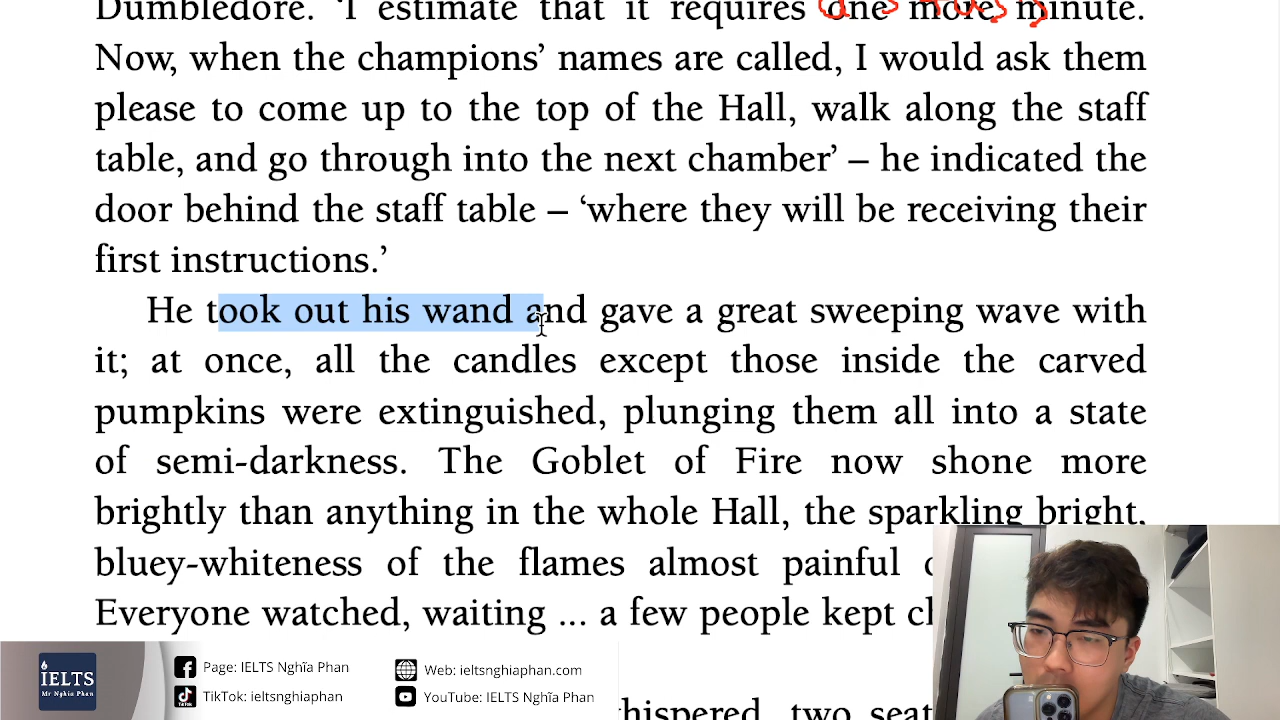 Dumbledore. ‘I estimate that it requires one more minute.
Now, when the champions’ names are called, I would ask them
please to come up to the top of the Hall, walk along the staff
table, and go through into the next chamber’ – he indicated the
door behind the staff table – ‘where they will be receiving their
first instructions.’
He took out his wand and gave a great sweeping wave with
it; at once, all the candles except those inside the carved
pumpkins were extinguished, plunging them all into a state
of semi-darkness. The Goblet of Fire now shone more
brightly than anything in the whole Hall, the sparkling bright,
bluey-whiteness of the flames almost painful
Everyone watched, waiting ... a few people kept
two
IELTS
Mr Nghia Phan
Page: IELTS Nghĩa Phan
TikTok: ieltsnghiaphan
Web: ieltsnghiaphan.com
YouTube: IELTS Nghĩa Phan